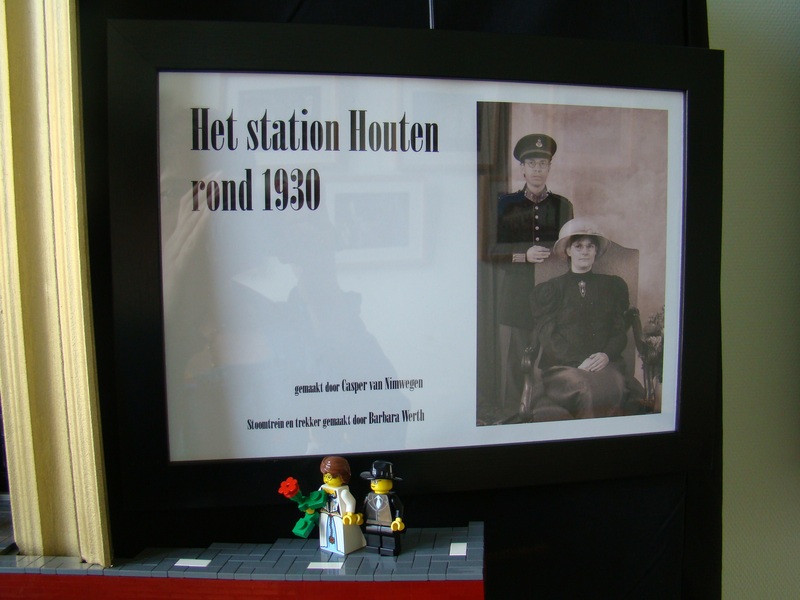 Het station Houten
rond 1930
gemaakt door Casper van Nimwegen
Stoomtrein en trekker gemaakt door Barbara Werth